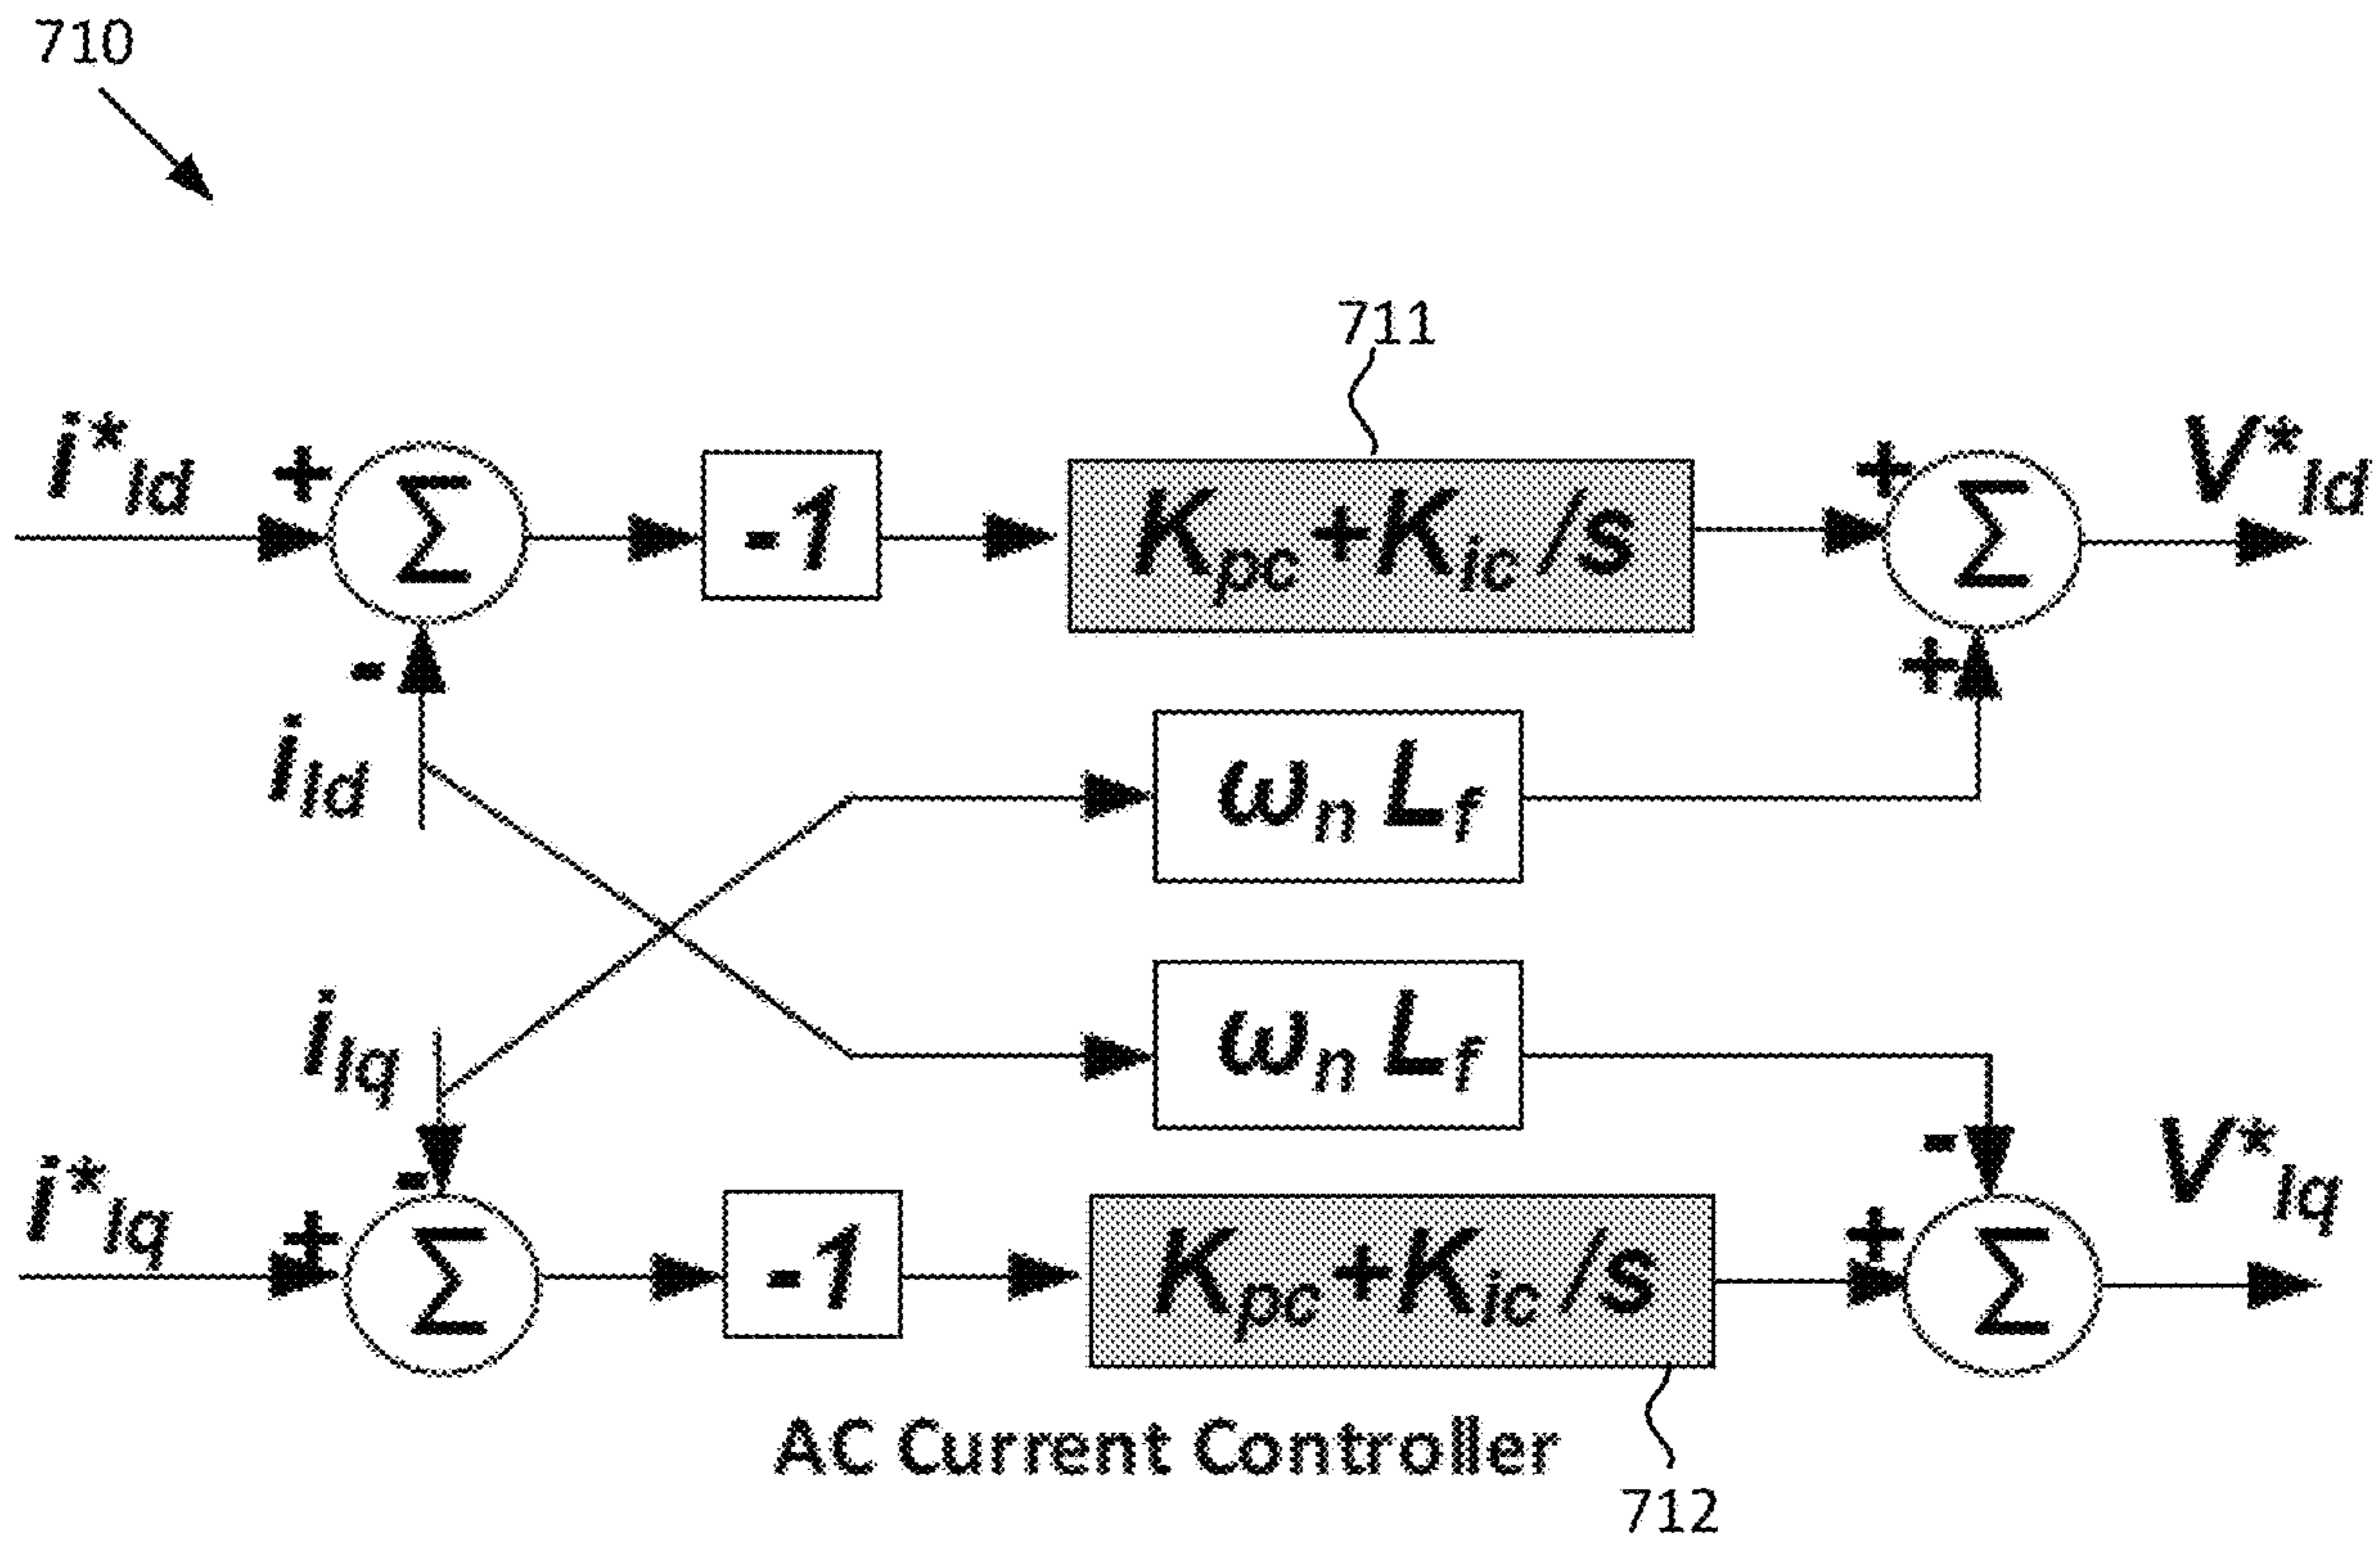 710
711
i*ld + Σ -1 Kpc+Kic/s + Σ V*ld
- +
ild ωn Lf
ilq ωn Lf
- -
i*lq + Σ -1 Kpc+Kic/s + Σ V*lq
AC Current Controller
712